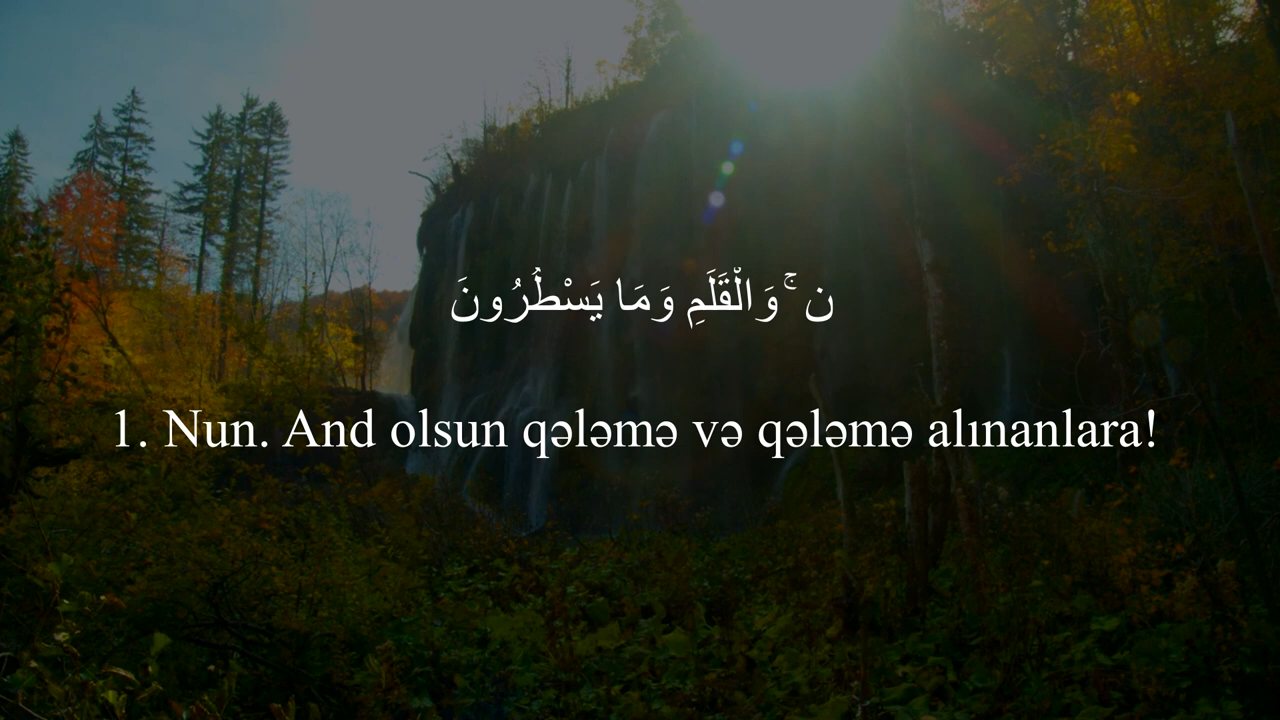 ن ۚ وَالْقَلَمِ وَمَا يَسْطُرُونَ
1. Nun. And olsun qələmə və qələmə alınanlara!